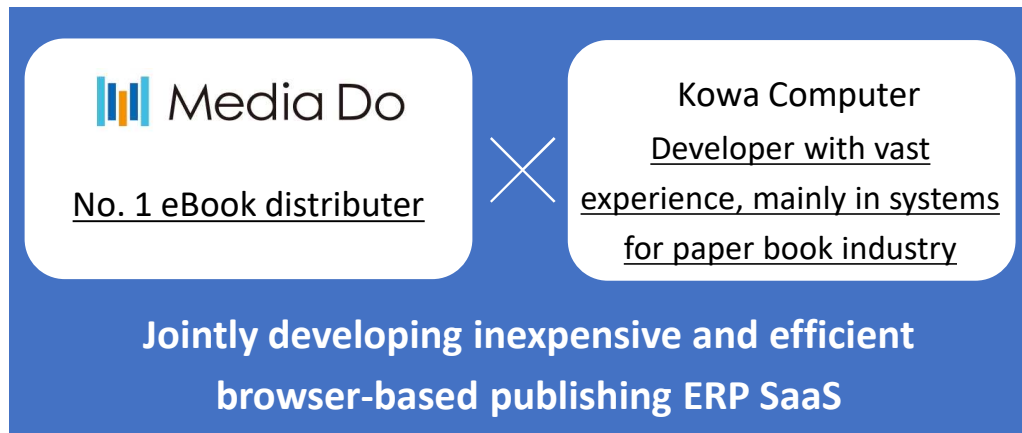 Media Do
No. 1 eBook distributer
Kowa Computer
Developer with vast
experience, mainly in systems
for paper book industry
Jointly developing inexpensive and efficient
browser-based publishing ERP SaaS